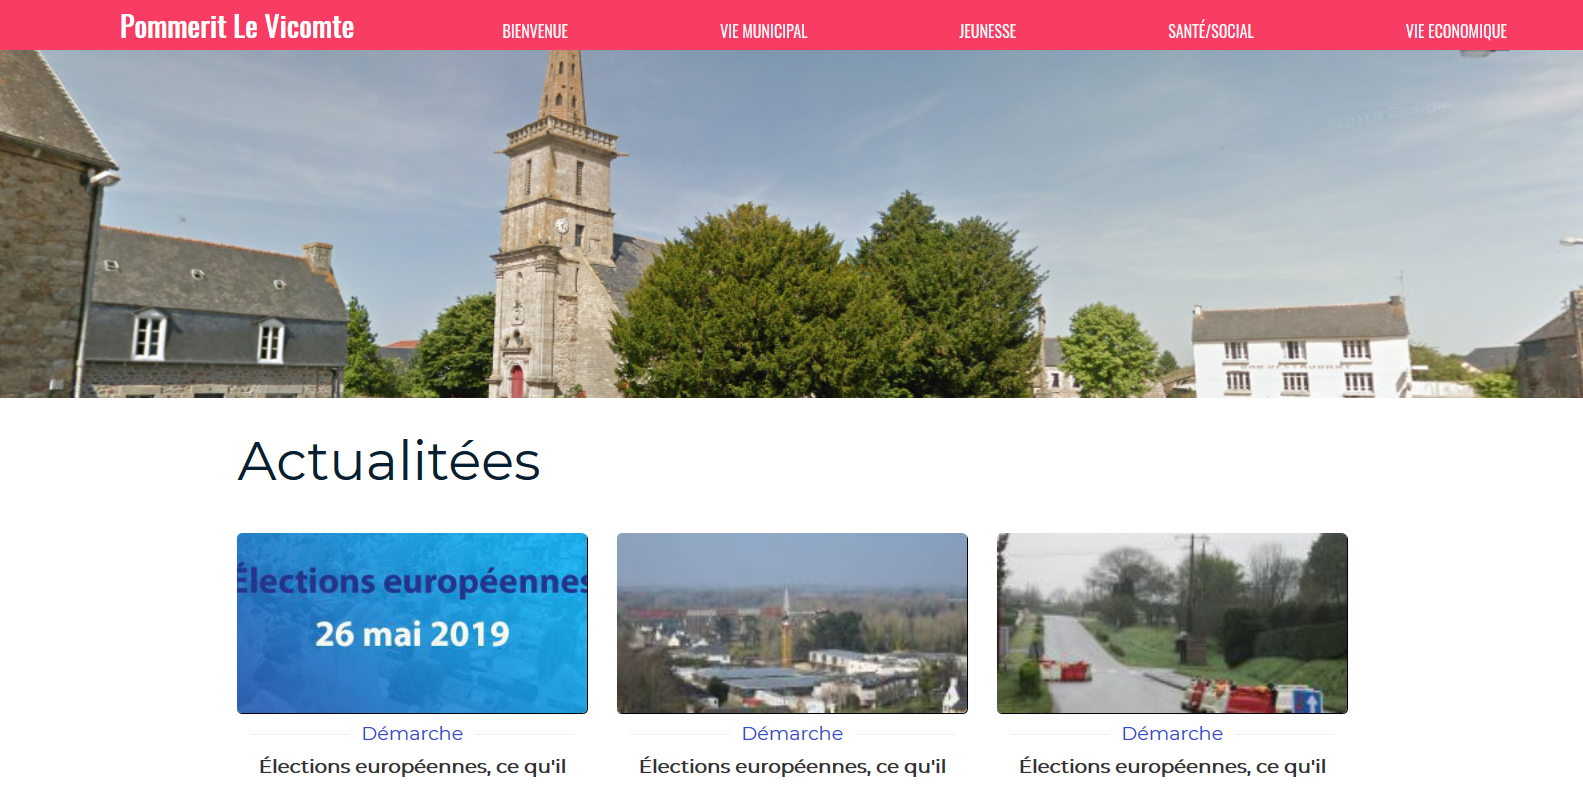 Pommerit Le Vicomte
BIENVENUE
VIE MUNICIPAL
JEUNESSE
SANTÉ/SOCIAL
VIE ECONOMIQUE
Actualitées
Élections européennes
26 mai 2019
Démarche
Élections européennes, ce qu'il
Démarche
Élections européennes, ce qu'il
Démarche
Élections européennes, ce qu'il